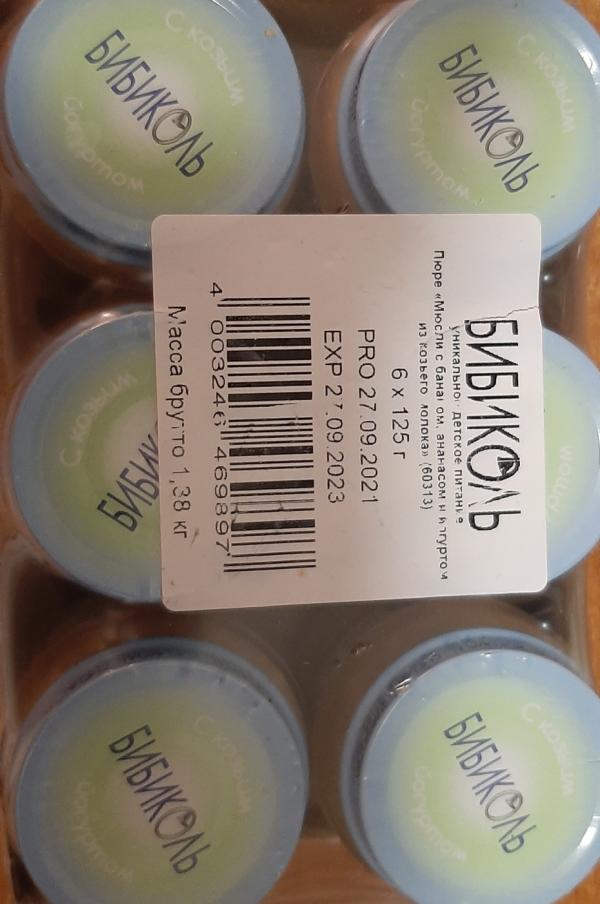 С козьим
БИБИКОЛЬ
йогуртом
С козьим
БИБИКОЛЬ
йогуртом
БИБИКОЛЬ
уникальное детское питание
Пюре «Мюсли с бананом, ананасом и йогуртом
из козьего молока» (60313)
6 x 125 г
PRO 27.09.2021
EXP 27.09.2023
4 003246 469897
Масса брутто 1,38 кг
С козьим
С козьим
БИБИКОЛЬ
йогуртом
С козьим
БИБИКОЛЬ
йогуртом